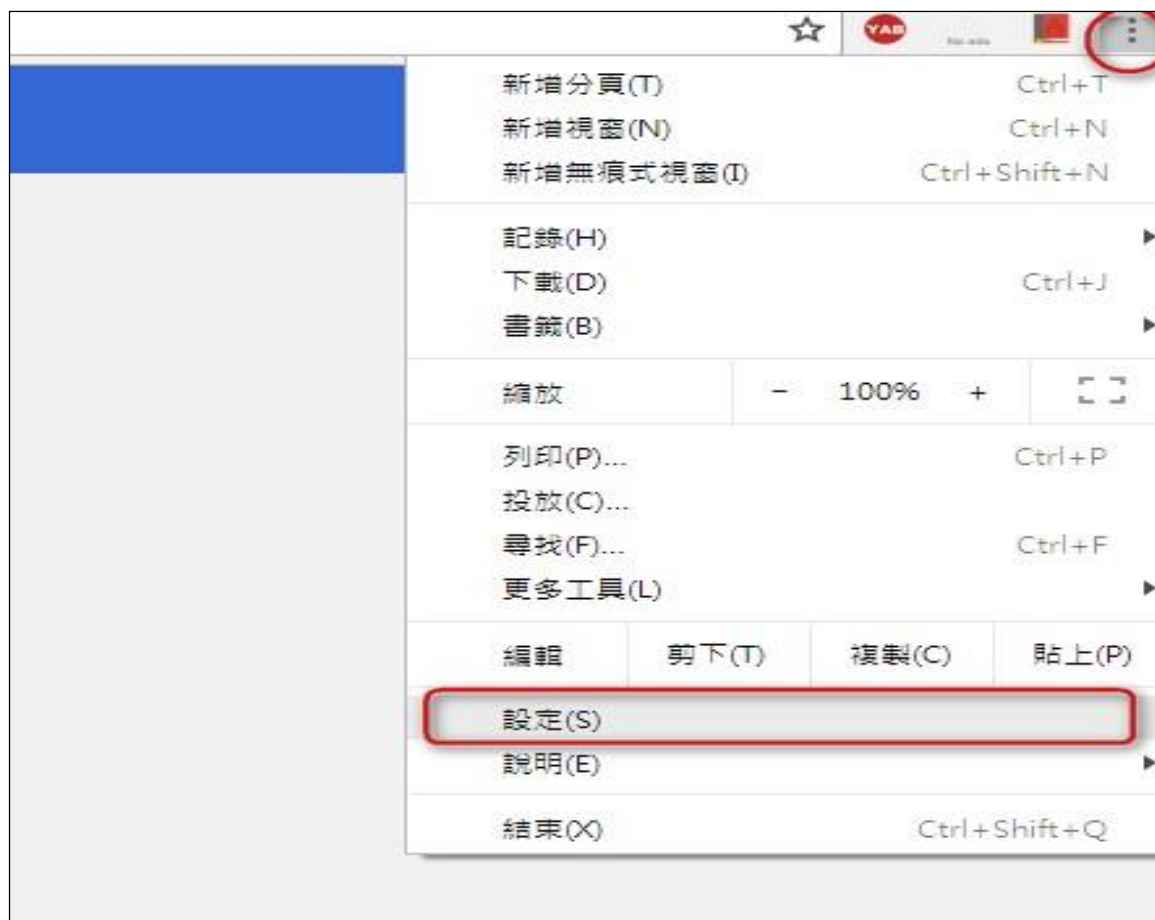 YAB
新增分頁(T) Ctrl+T
新增視窗(N) Ctrl+N
新增無痕式視窗(I) Ctrl+Shift+N
記錄(H)
下載(D) Ctrl+J
書籤(B)
縮放 − 100% +
列印(P)... Ctrl+P
投放(C)...
尋找(F)... Ctrl+F
更多工具(L)
編輯 剪下(T) 複製(C) 貼上(P)
設定(S)
說明(E)
結束(X) Ctrl+Shift+Q